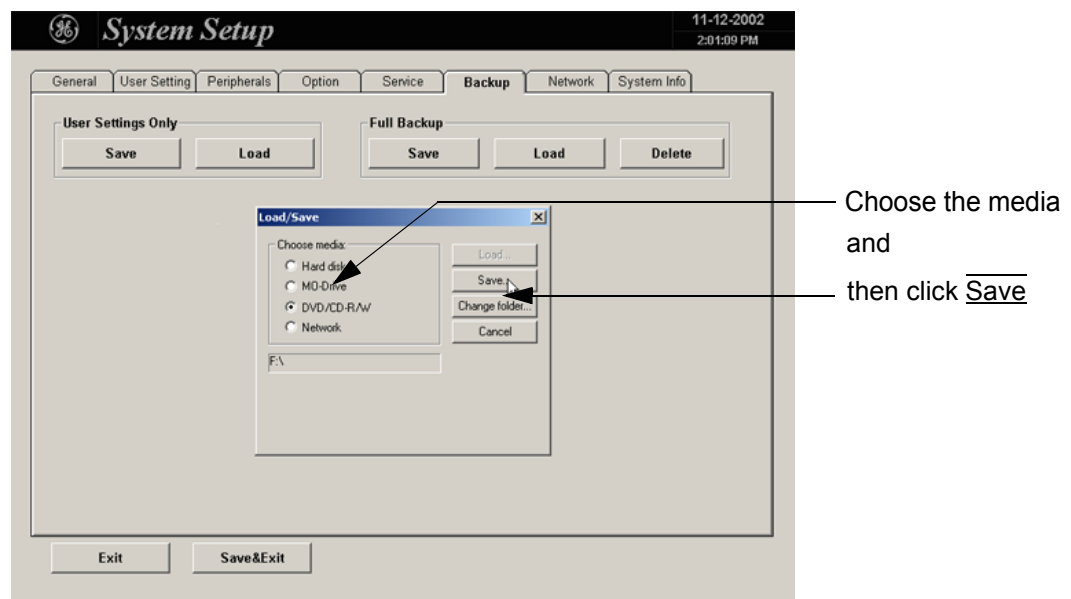 System Setup
11-12-2002
2:01:09 PM
General User Setting Peripherals Option Service Backup Network System Info
User Settings Only
Save Load
Full Backup
Save Load Delete
Load/Save
Choose media:
Hard disk
MO-Drive
DVD/CD-R/W
Network
F:\
Load...
Save...
Change folder...
Cancel
Choose the media
and
then click Save
Exit Save&Exit